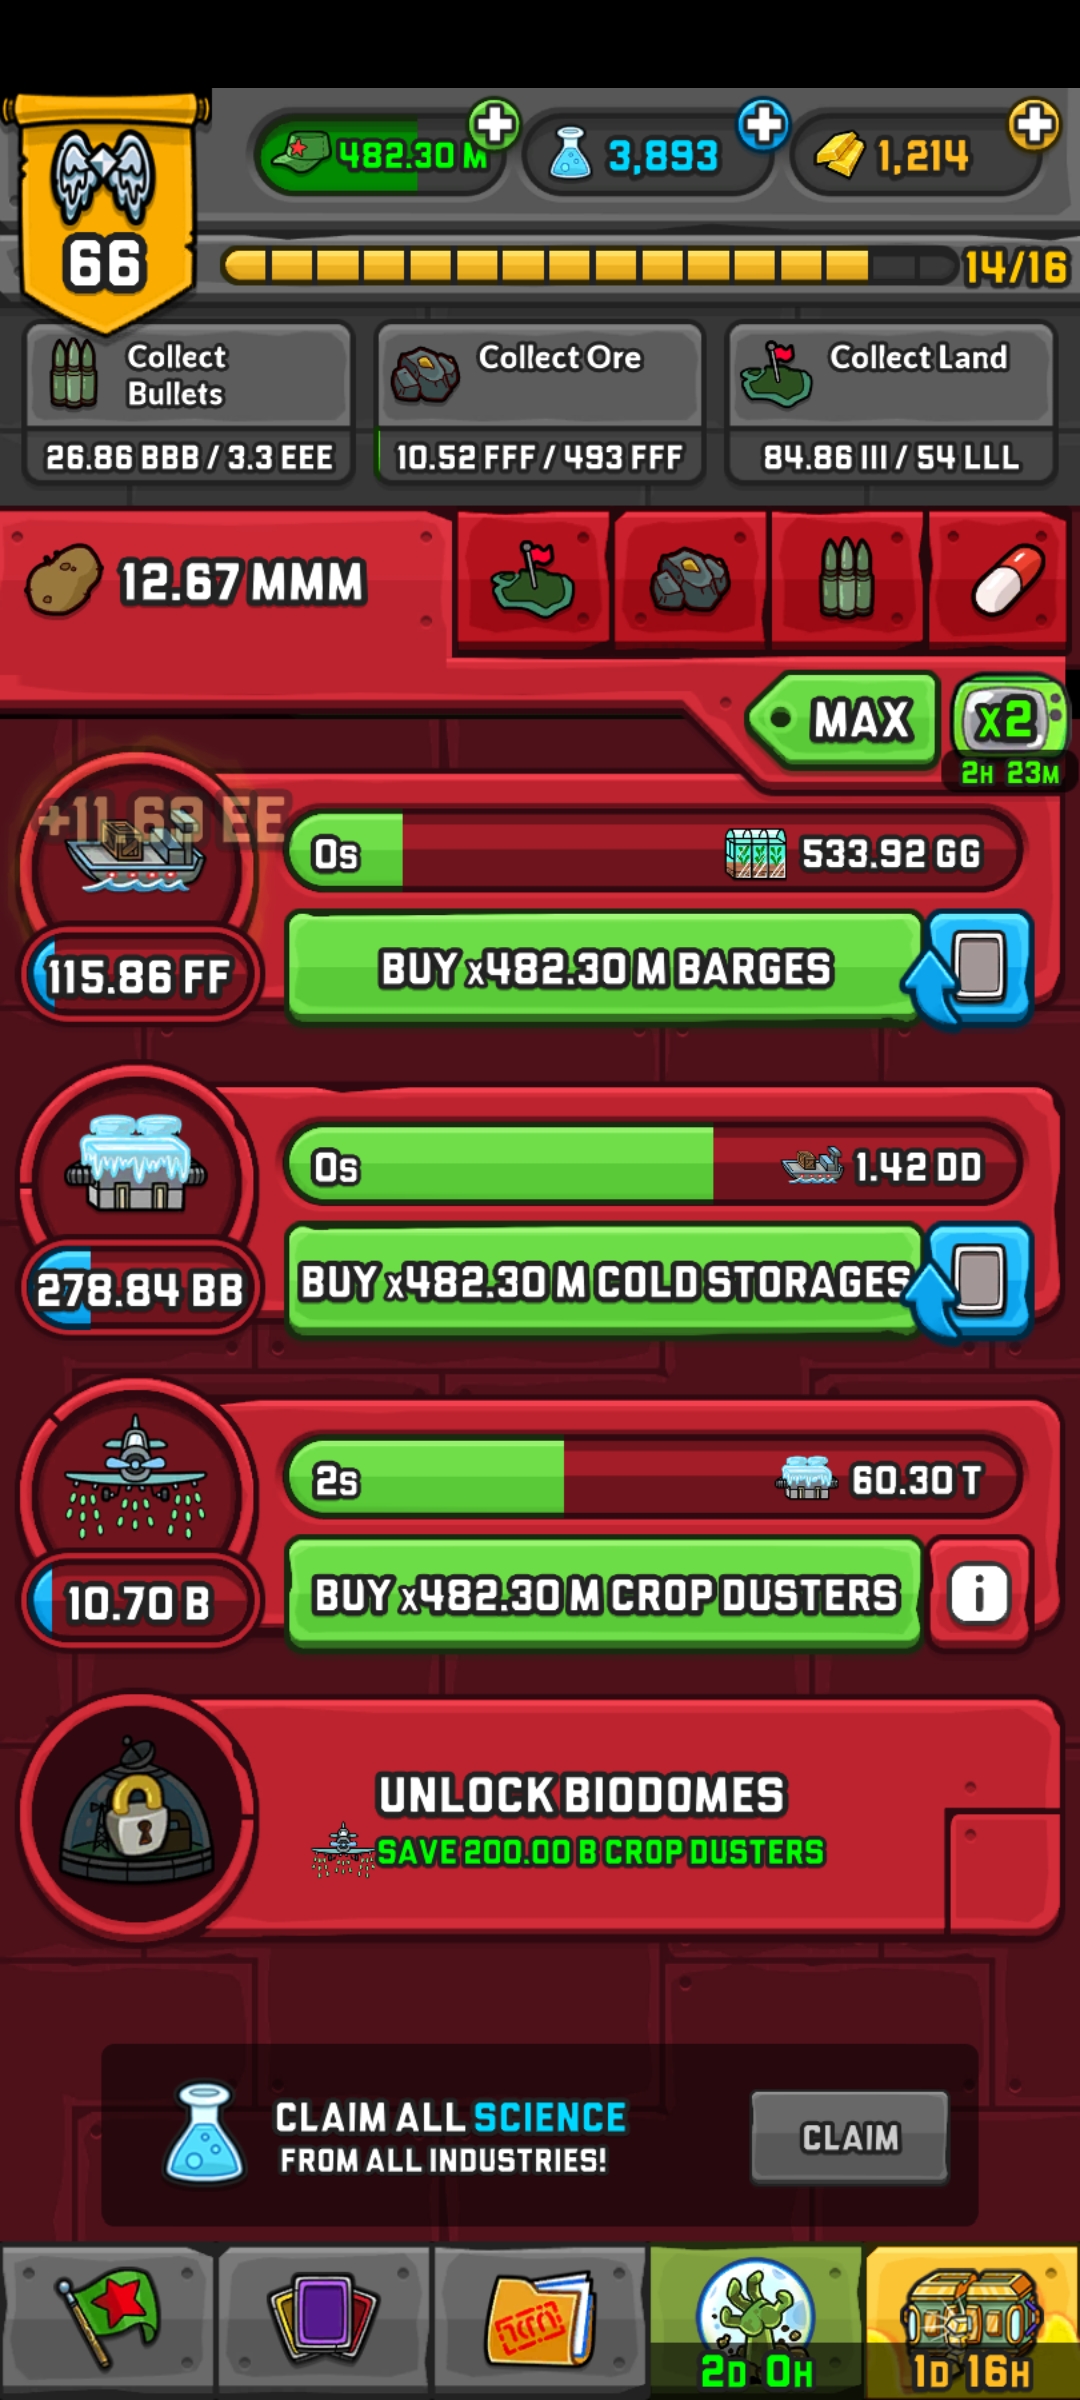 66
482.30 M
3,893
1,214
14/16
Collect Bullets
26.86 BBB / 3.3 EEE
Collect Ore
10.52 FFF / 493 FFF
Collect Land
84.86 III / 54 LLL
12.67 MMM
MAX
x2
2H 23M
+11.69 EE
0s
533.92 GG
115.86 FF
BUY x482.30 M BARGES
0s
1.42 DD
278.84 BB
BUY x482.30 M COLD STORAGES
2s
60.30 T
10.70 B
BUY x482.30 M CROP DUSTERS
i
UNLOCK BIODOMES
SAVE 200.00 B CROP DUSTERS
CLAIM ALL SCIENCE
FROM ALL INDUSTRIES!
CLAIM
2D 0H
1D 16H